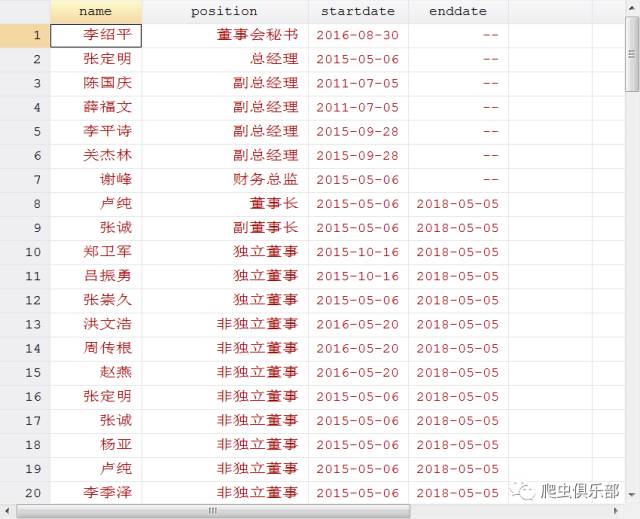 name position startdate enddate
1 李绍平 董事会秘书 2016-08-30 --
2 张定明 总经理 2015-05-06 --
3 陈国庆 副总经理 2011-07-05 --
4 薛福文 副总经理 2011-07-05 --
5 李平诗 副总经理 2015-09-28 --
6 关杰林 副总经理 2015-09-28 --
7 谢峰 财务总监 2015-05-06 --
8 卢纯 董事长 2015-05-06 2018-05-05
9 张诚 副董事长 2015-05-06 2018-05-05
10 郑卫军 独立董事 2015-10-16 2018-05-05
11 吕振勇 独立董事 2015-10-16 2018-05-05
12 张崇久 独立董事 2015-05-06 2018-05-05
13 洪文浩 非独立董事 2016-05-20 2018-05-05
14 周传根 非独立董事 2016-05-20 2018-05-05
15 赵燕 非独立董事 2016-05-20 2018-05-05
16 张定明 非独立董事 2015-05-06 2018-05-05
17 张诚 非独立董事 2015-05-06 2018-05-05
18 杨亚 非独立董事 2015-05-06 2018-05-05
19 卢纯 非独立董事 2015-05-06 2018-05-05
20 李季泽 非独立董事 2015-05-06 2018-05-05
爬虫俱乐部